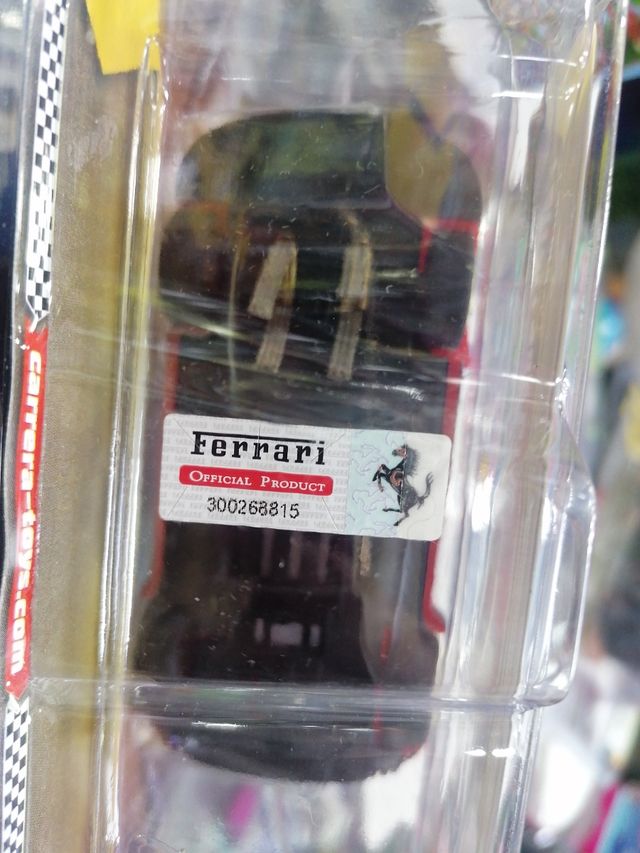 Ferrari
OFFICIAL PRODUCT
300268815
carrera-toys.com